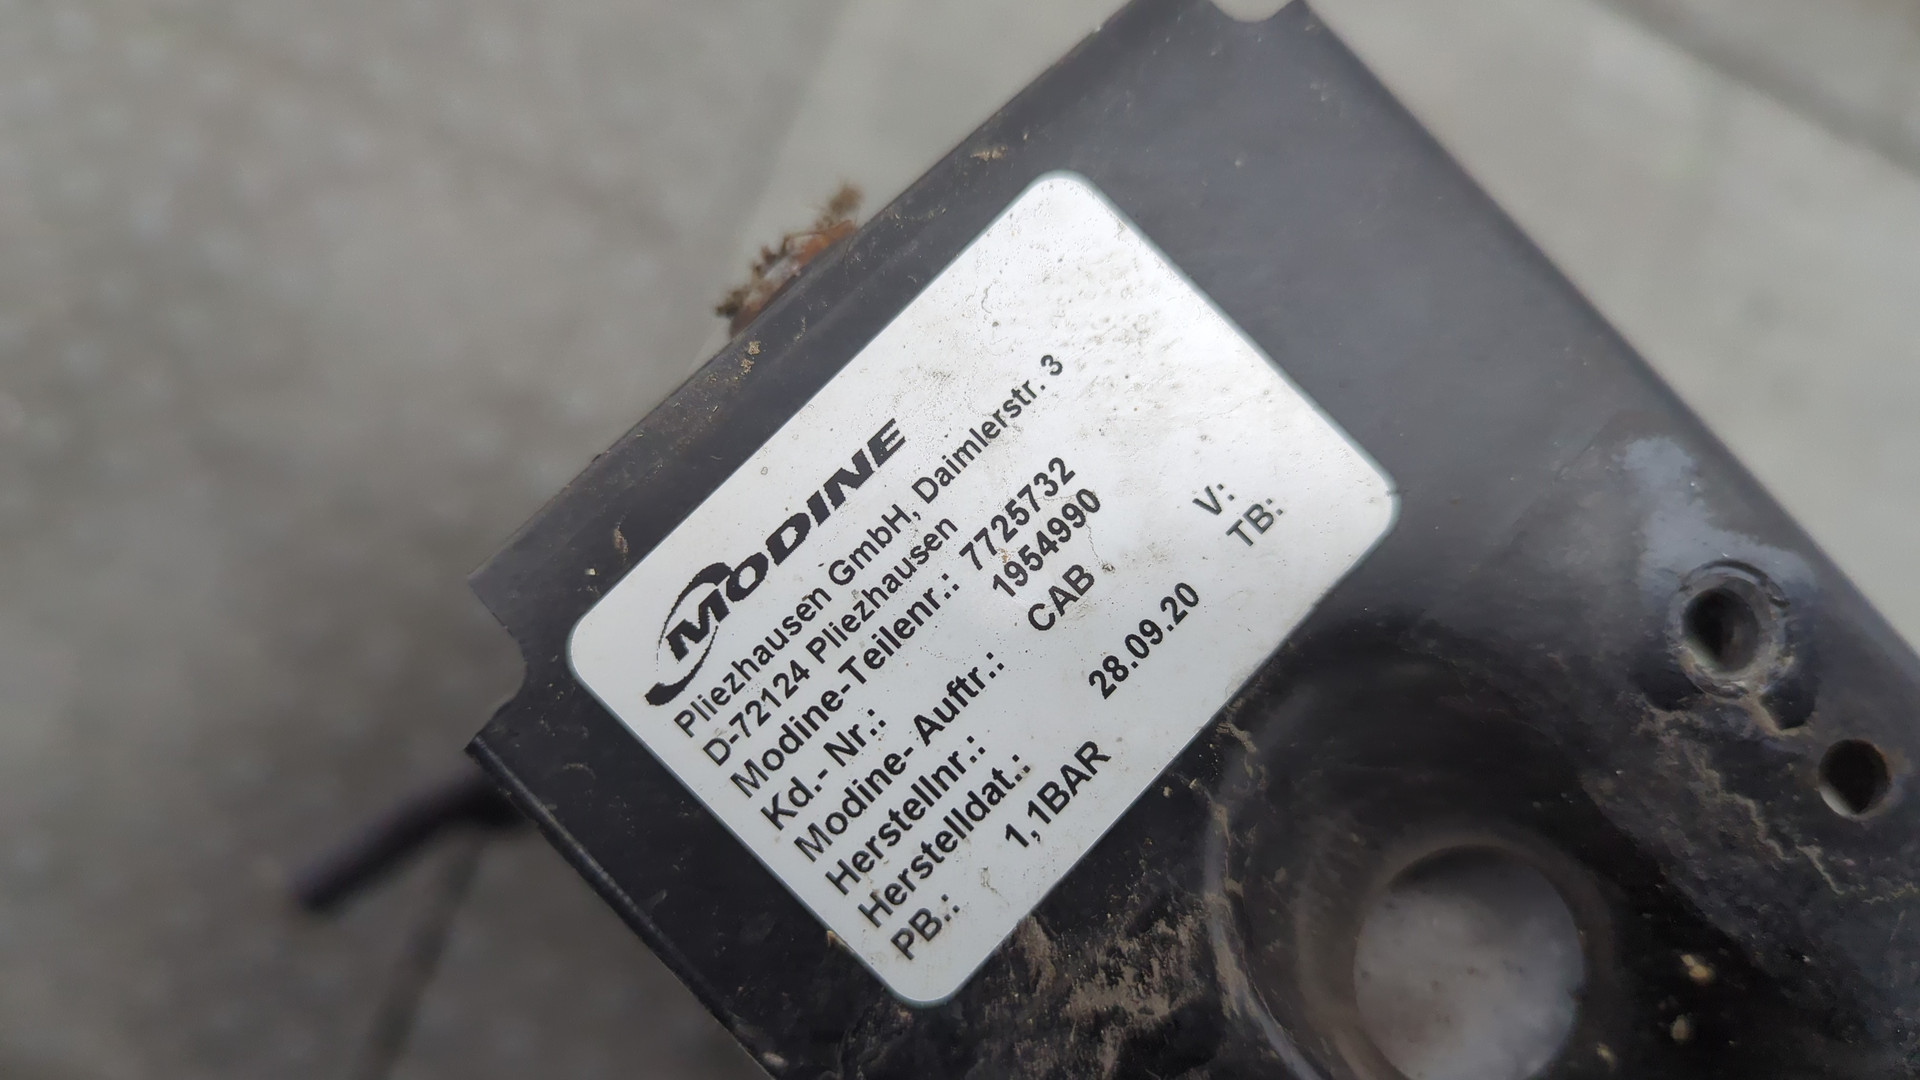 MODINE
Pliezhausen GmbH, Daimlerstr. 3
D-72124 Pliezhausen
Modine-Teilenr.: 7725732
Kd.- Nr.: 1954990
Modine- Auftr.: CAB
Herstellnr.: V:
Herstelldat.: 28.09.20 TB:
PB.: 1,1BAR